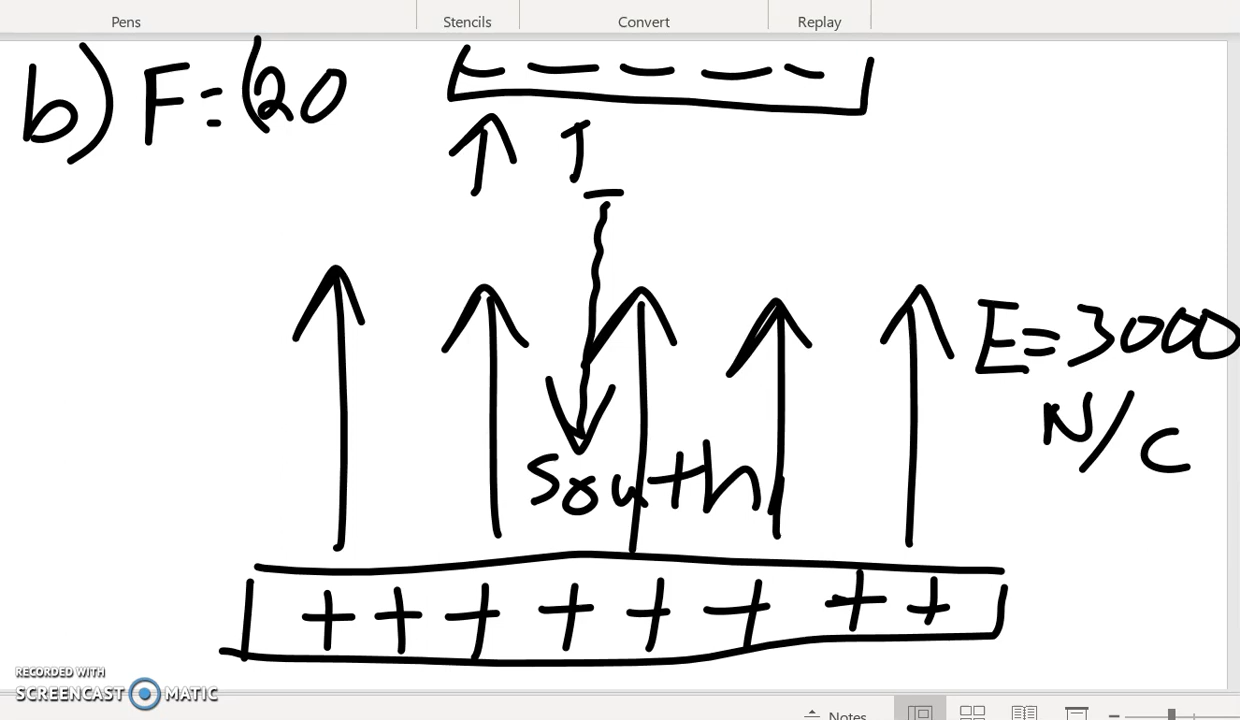 Pens Stencils Convert Replay
b) F=(20
E=3000
N/C
South
+ + + + + + + +
RECORDED WITH
SCREENCAST MATIC
Notes